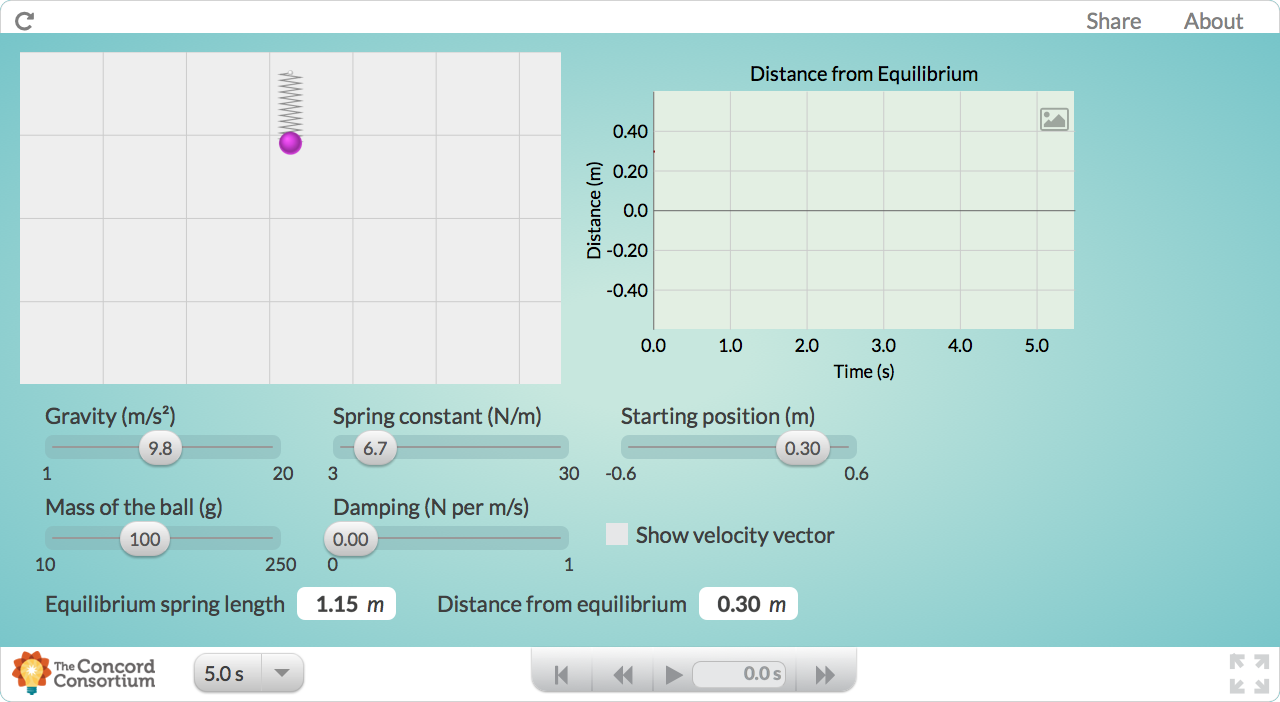 Share About
Distance from Equilibrium
0.40
0.20
0.0
-0.20
-0.40
Distance (m)
0.0 1.0 2.0 3.0 4.0 5.0
Time (s)
Gravity (m/s²) Spring constant (N/m) Starting position (m)
9.8 6.7 0.30
1 20 3 30 -0.6 0.6
Mass of the ball (g) Damping (N per m/s)
100 0.00 Show velocity vector
10 250 0 1
Equilibrium spring length 1.15 m Distance from equilibrium 0.30 m
The Concord
Consortium
5.0 s 0.0 s